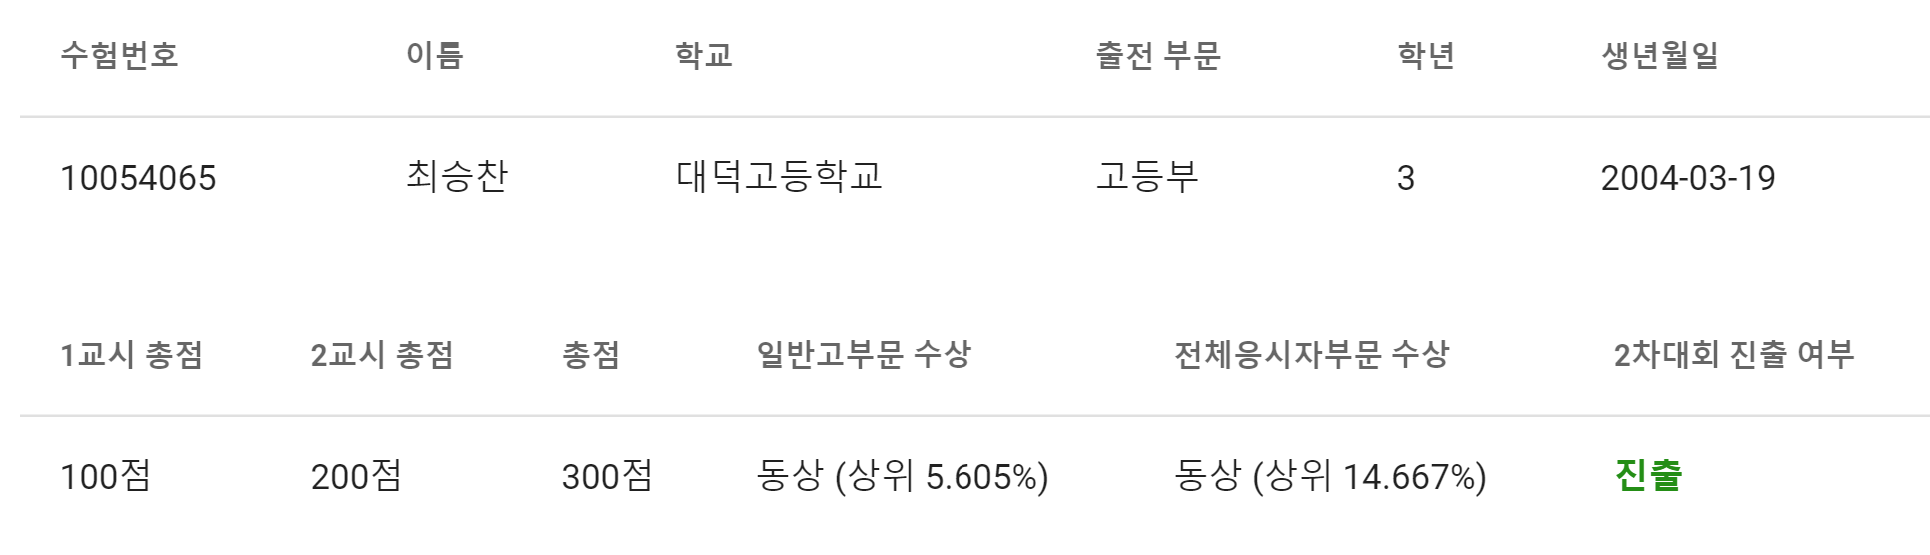 수험번호 이름 학교 출전 부문 학년 생년월일
10054065 최승찬 대덕고등학교 고등부 3 2004-03-19
1교시 총점 2교시 총점 총점 일반고부문 수상 전체응시자부문 수상 2차대회 진출 여부
100점 200점 300점 동상 (상위 5.605%) 동상 (상위 14.667%) 진출